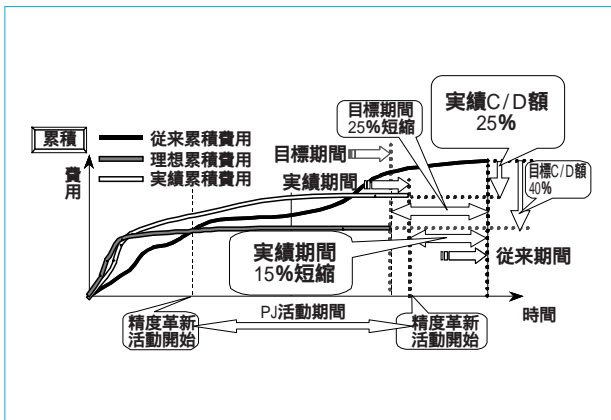 累積
従来累積費用
理想累積費用
実績累積費用
費
用
目標期間
25%短縮
実績C/D額
25%
目標期間
実績期間
目標C/D額
40%
実績期間
15%短縮
従来期間
時間
PJ活動期間
精度革新
活動開始
精度革新
活動開始